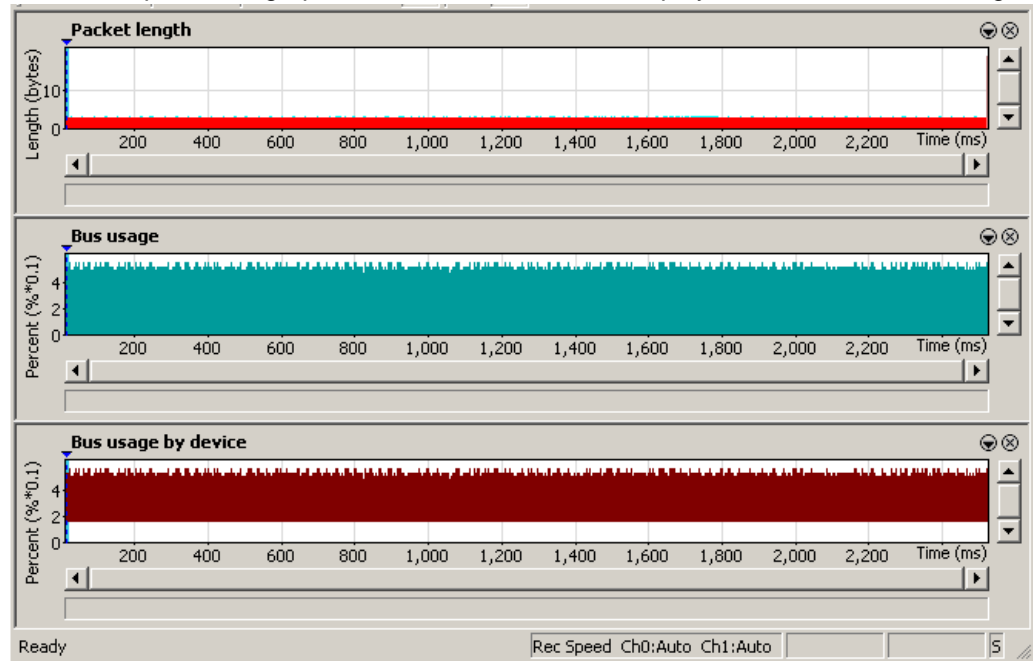 Packet length
Length (bytes)
10
0
200 400 600 800 1,000 1,200 1,400 1,600 1,800 2,000 2,200 Time (ms)
Bus usage
Percent (%*0.1)
4
2
0
200 400 600 800 1,000 1,200 1,400 1,600 1,800 2,000 2,200 Time (ms)
Bus usage by device
Percent (%*0.1)
4
2
0
200 400 600 800 1,000 1,200 1,400 1,600 1,800 2,000 2,200 Time (ms)
Ready Rec Speed Ch0:Auto Ch1:Auto S